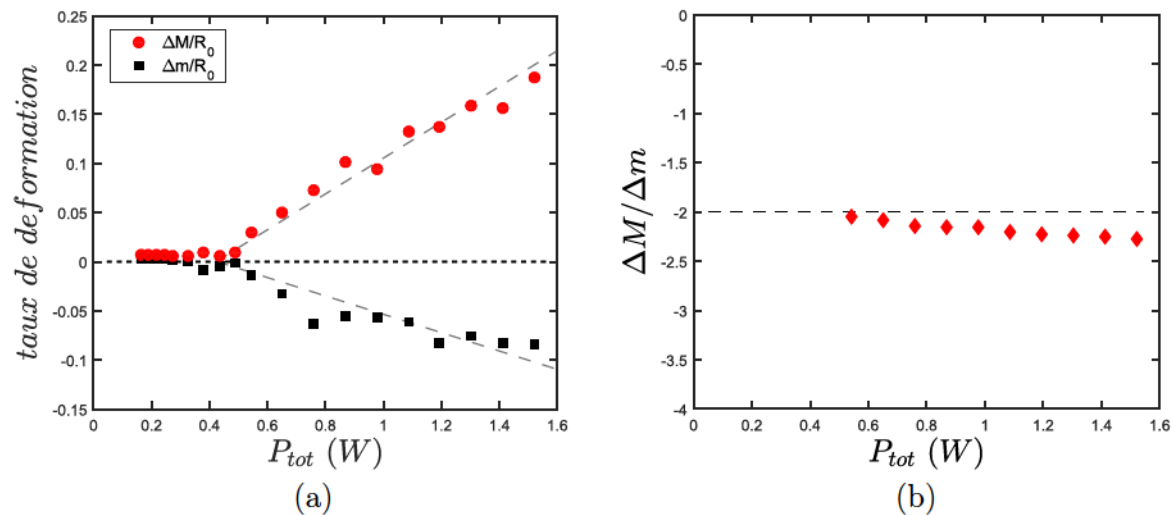 0.25
0.2
0.15
0.1
0.05
0
-0.05
-0.1
-0.15
taux de deformation
ΔM/R0
Δm/R0
0 0.2 0.4 0.6 0.8 1 1.2 1.4 1.6
Ptot (W)
(a)
0
-0.5
-1
-1.5
-2
-2.5
-3
-3.5
-4
ΔM/Δm
0 0.2 0.4 0.6 0.8 1 1.2 1.4 1.6
Ptot (W)
(b)